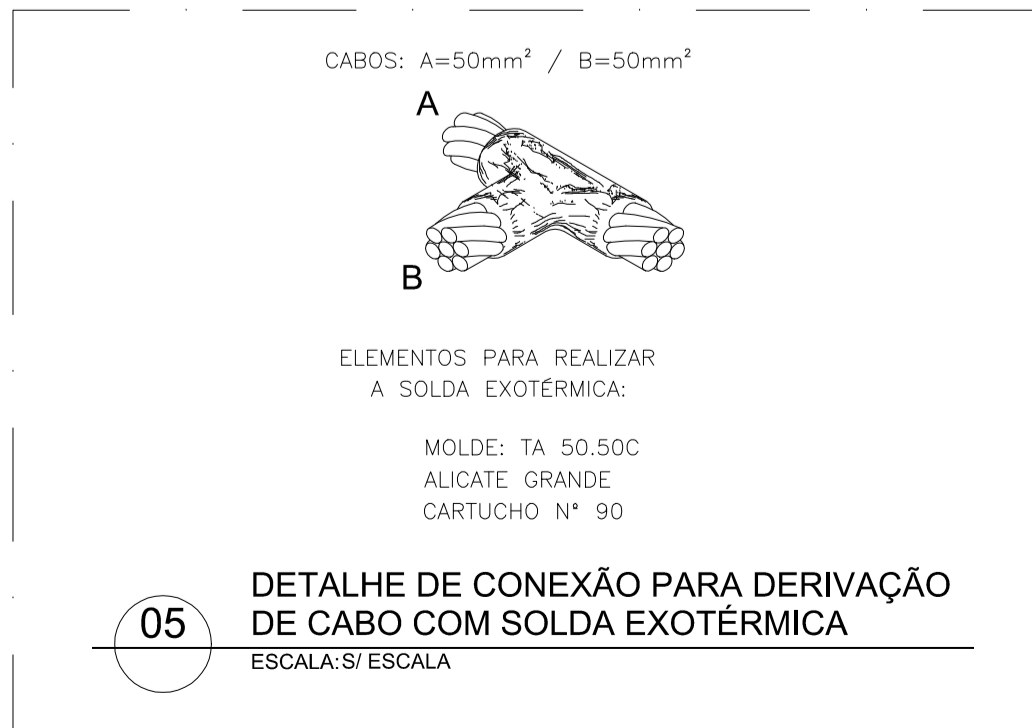 CABOS: A=50mm² / B=50mm²
A
B
ELEMENTOS PARA REALIZAR
A SOLDA EXOTÉRMICA:
MOLDE: TA 50.50C
ALICATE GRANDE
CARTUCHO Nº 90
05
DETALHE DE CONEXÃO PARA DERIVAÇÃO
DE CABO COM SOLDA EXOTÉRMICA
ESCALA: S/ ESCALA